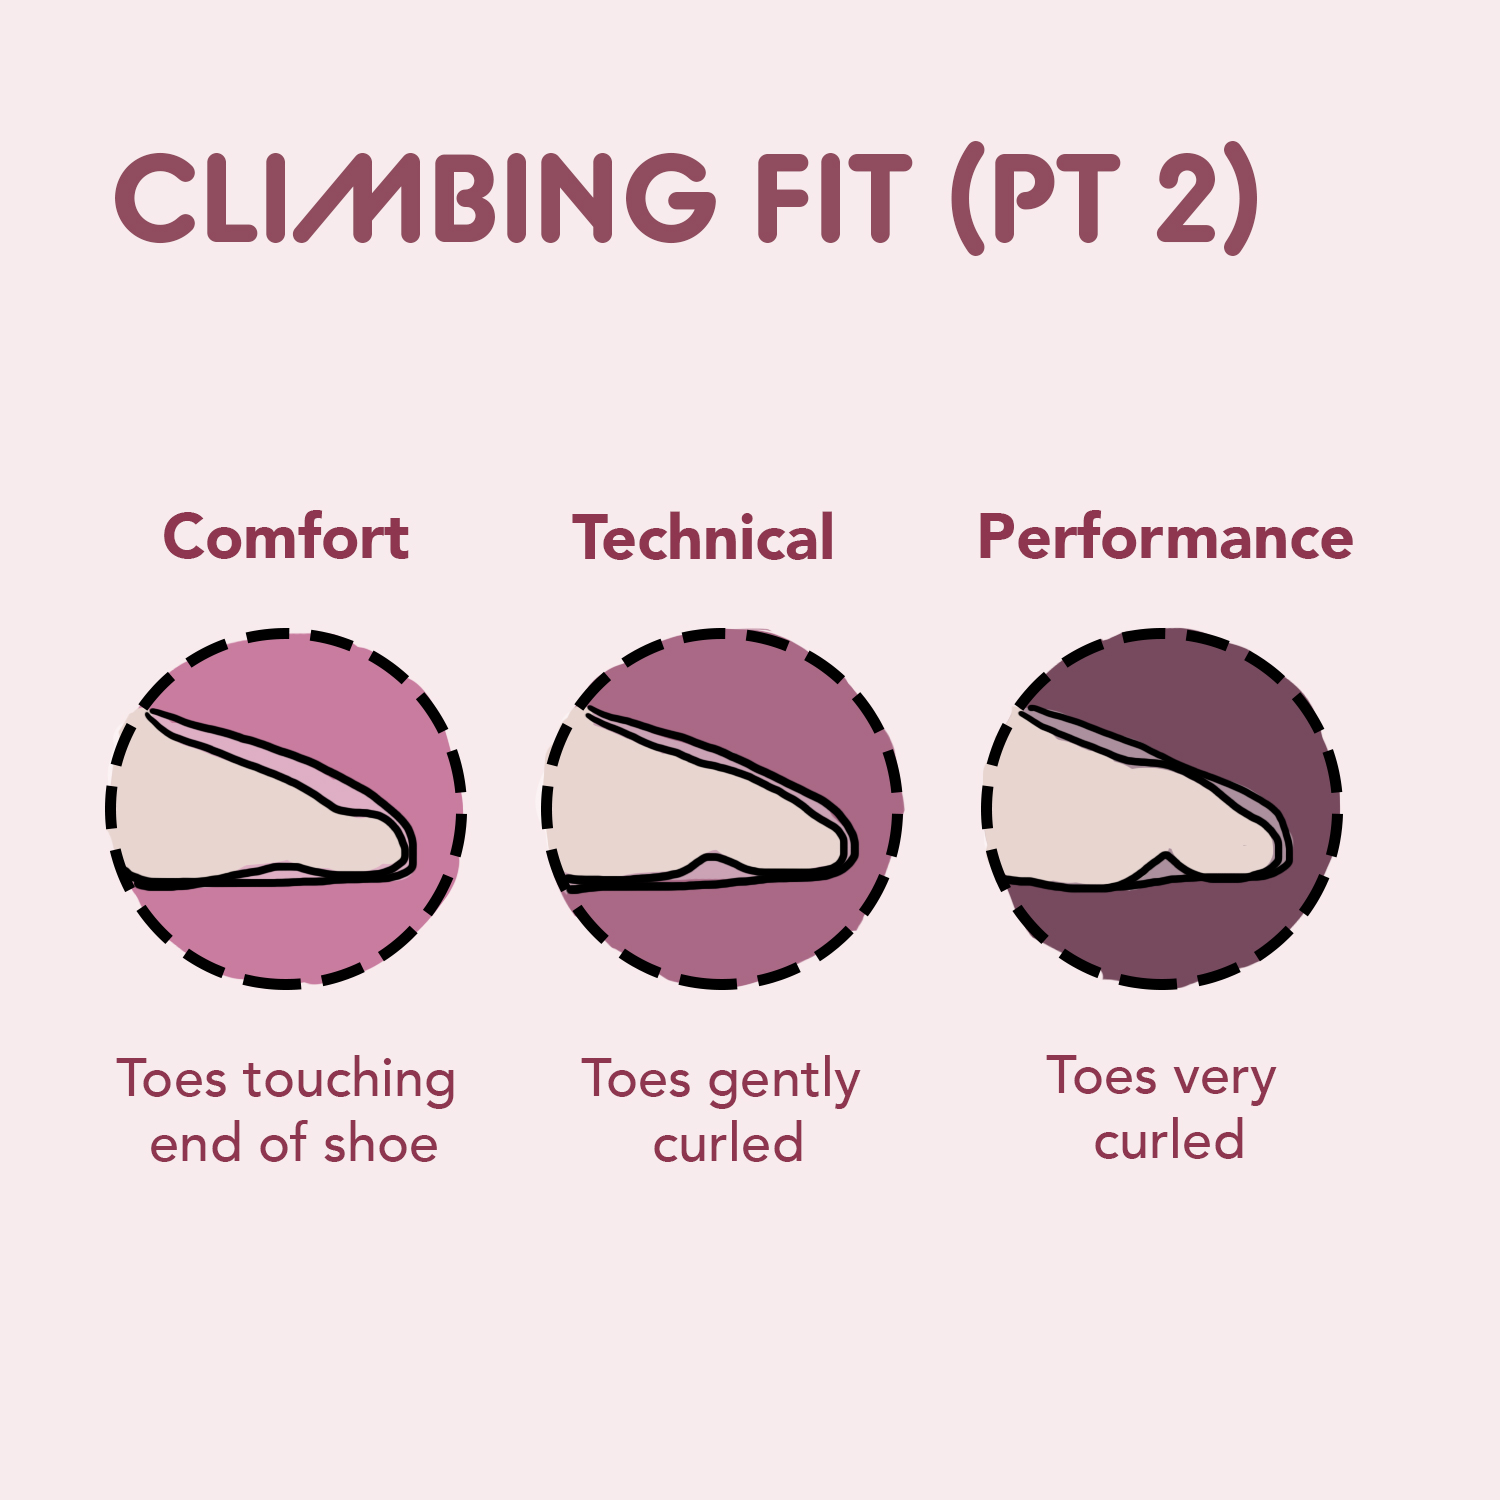 CLIMBING FIT (PT 2)
Comfort
Technical
Performance
Toes touching
end of shoe
Toes gently
curled
Toes very
curled